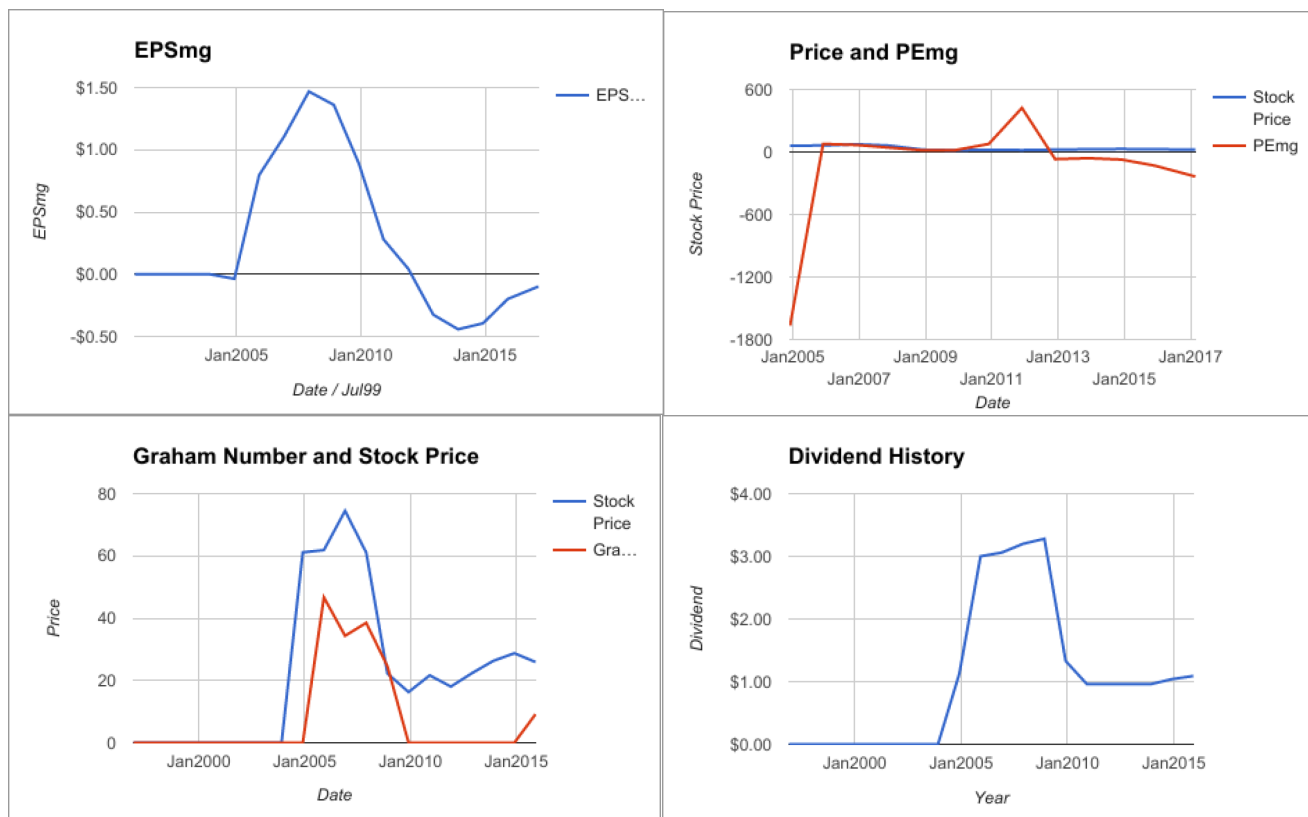 EPSmg
$1.50
$1.00
$0.50
$0.00
-$0.50
EPSmg
EPS…
Jan2005
Jan2010
Jan2015
Date / Jul99
Price and PEmg
600
0
-600
-1200
-1800
Stock Price
Stock
Price
PEmg
Jan2005
Jan2009
Jan2013
Jan2017
Jan2007
Jan2011
Jan2015
Date
Graham Number and Stock Price
80
60
40
20
0
Price
Stock
Price
Gra…
Jan2000
Jan2005
Jan2010
Jan2015
Date
Dividend History
$4.00
$3.00
$2.00
$1.00
$0.00
Dividend
Jan2000
Jan2005
Jan2010
Jan2015
Year